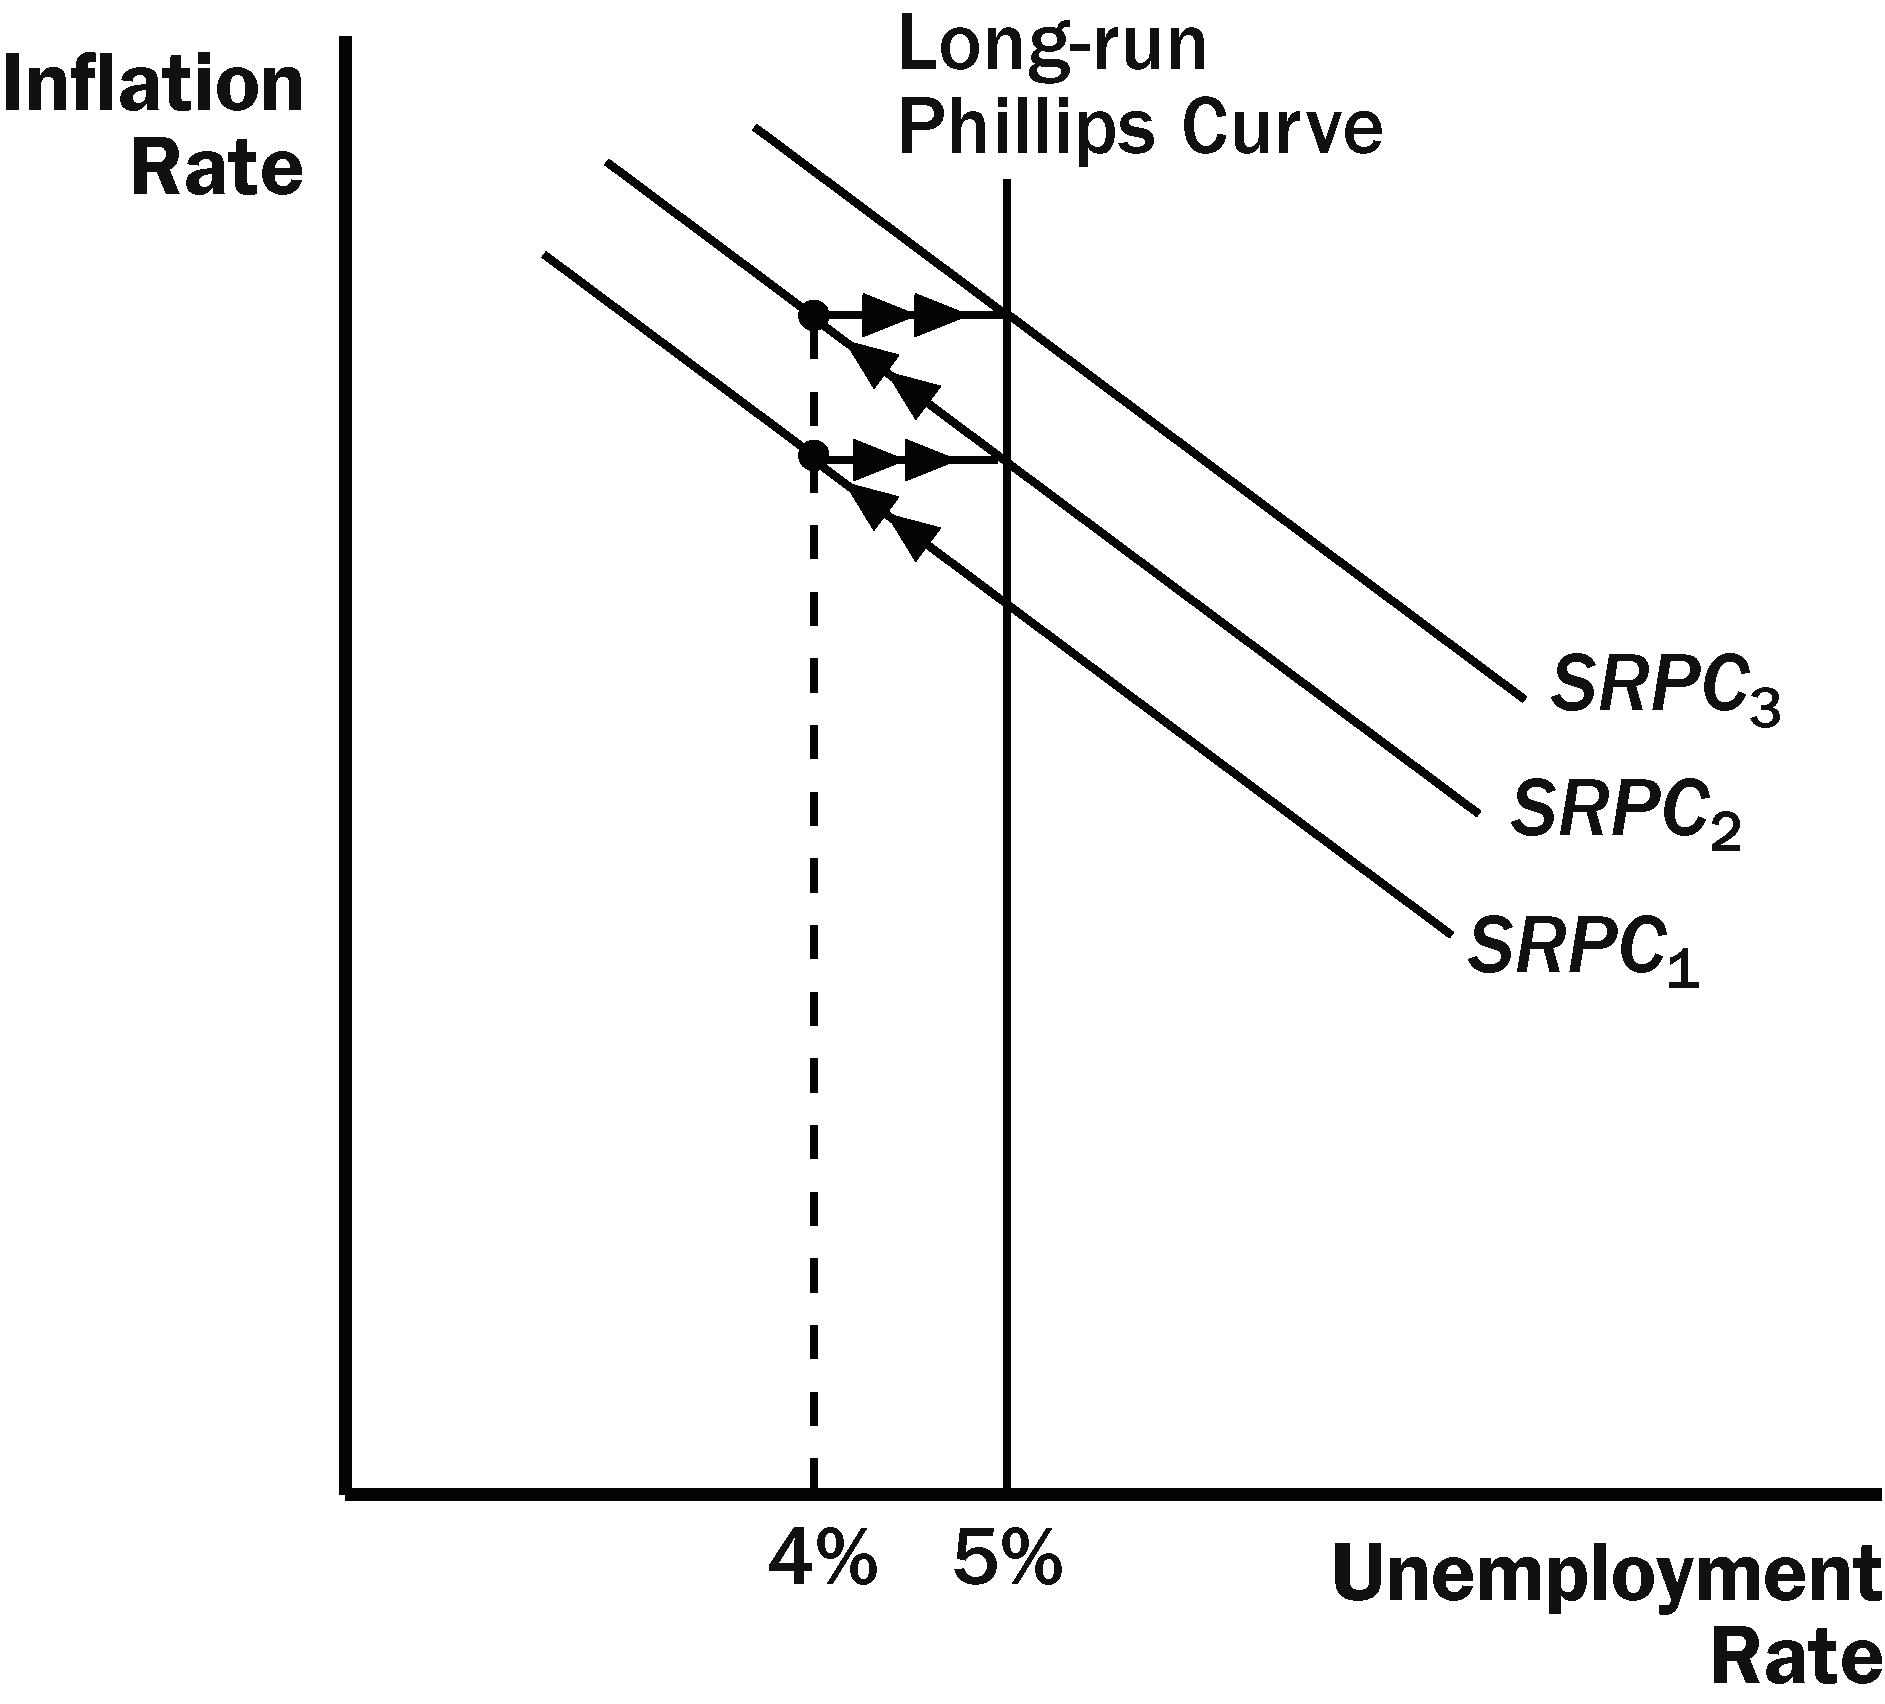 Inflation
Rate
Long-run
Phillips Curve
SRPC₃
SRPC₂
SRPC₁
4% 5%
Unemployment
Rate